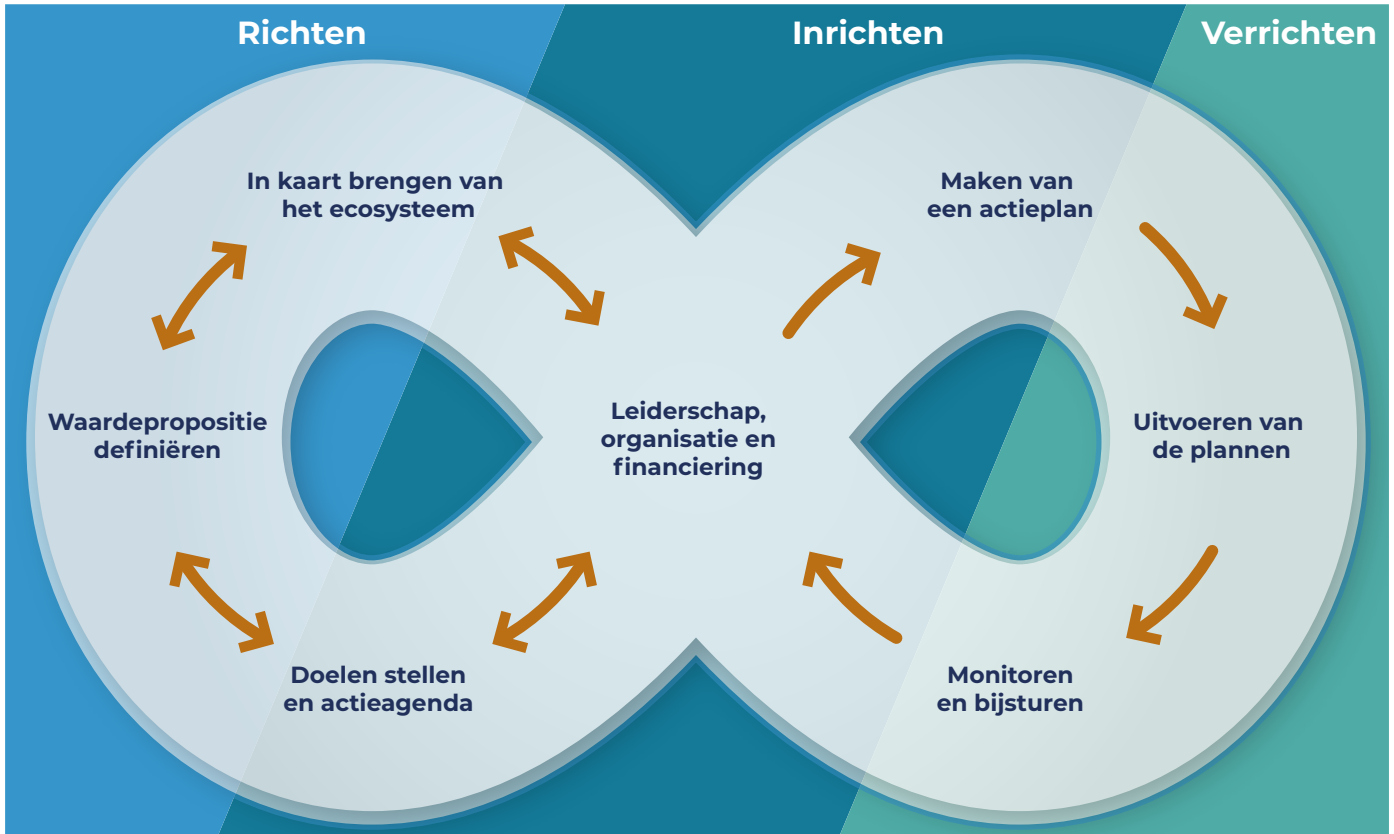 Richten
Inrichten
Verrichten
In kaart brengen van
het ecosysteem
Maken van
een actieplan
Waardepropositie
definiëren
Leiderschap,
organisatie en
financiering
Uitvoeren van
de plannen
Doelen stellen
en actieagenda
Monitoren
en bijsturen